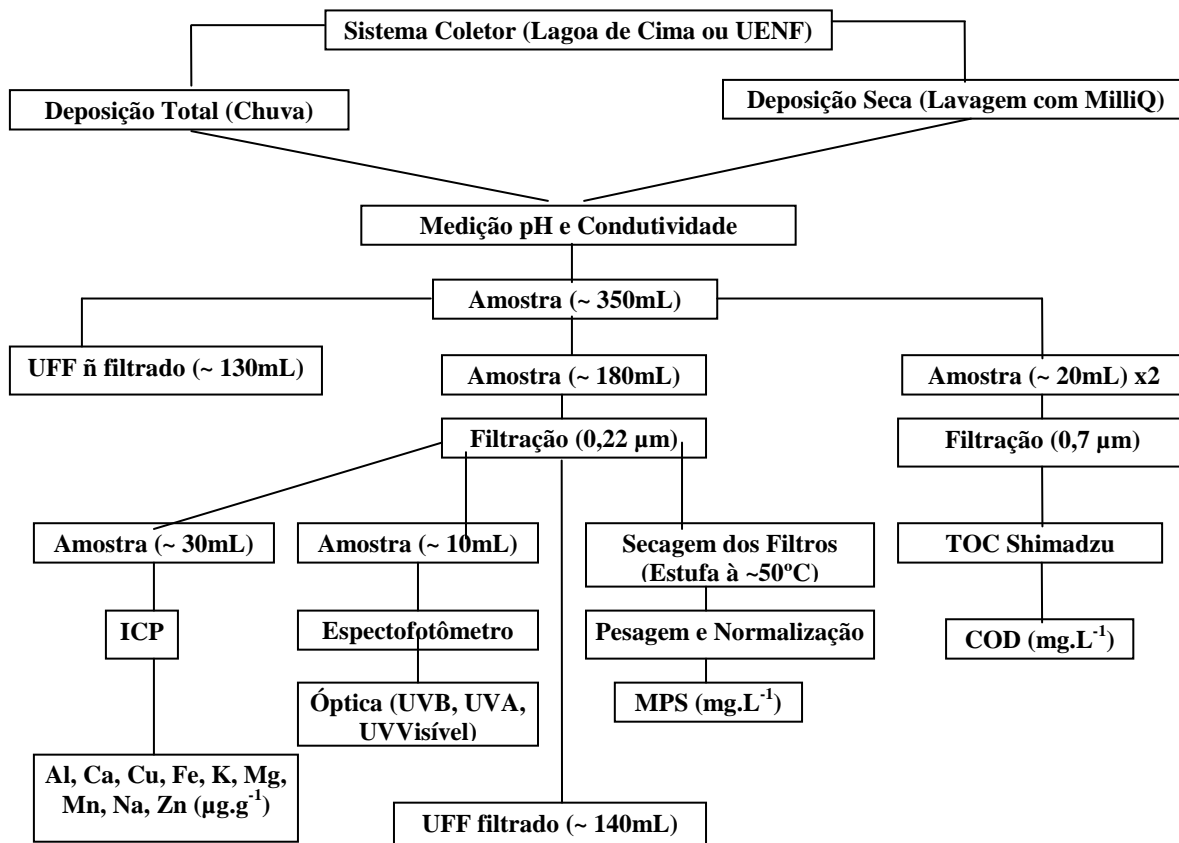 Sistema Coletor (Lagoa de Cima ou UENF)
Deposição Total (Chuva)
Deposição Seca (Lavagem com MilliQ)
Medição pH e Condutividade
Amostra (~ 350mL)
UFF ñ filtrado (~ 130mL)
Amostra (~ 180mL)
Amostra (~ 20mL) x2
Filtração (0,22 µm)
Filtração (0,7 µm)
Amostra (~ 30mL)
Amostra (~ 10mL)
Secagem dos Filtros
(Estufa à ~50ºC)
TOC Shimadzu
ICP
Espectofotômetro
Pesagem e Normalização
COD (mg.L⁻¹)
Óptica (UVB, UVA,
UVVisível)
MPS (mg.L⁻¹)
Al, Ca, Cu, Fe, K, Mg,
Mn, Na, Zn (µg.g⁻¹)
UFF filtrado (~ 140mL)